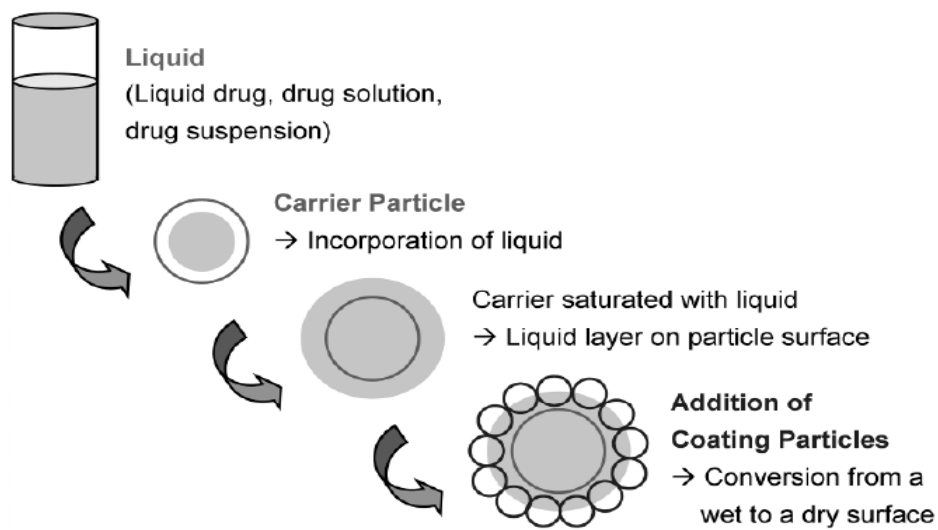 Liquid
(Liquid drug, drug solution,
drug suspension)
Carrier Particle
→ Incorporation of liquid
Carrier saturated with liquid
→ Liquid layer on particle surface
Addition of
Coating Particles
→ Conversion from a
wet to a dry surface